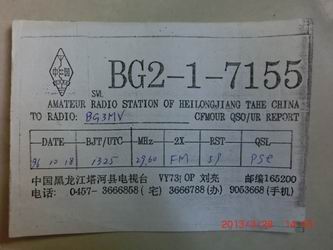 BG2-1-7155
SWL
AMATEUR RADIO STATION OF HEILONGJIANG TAHE CHINA
TO RADIO: BG3MV CFMOUR QSO/UR REPORT
DATE BJT/UTC MHz 2X RST QSL
96 12 18 1325 29.60 FM 59 PSE
中国黑龙江塔河县电视台 VY73! OP 刘亮 邮编165200
电话: 0457-3666858(宅) 3666788(办) 9053668(手机)